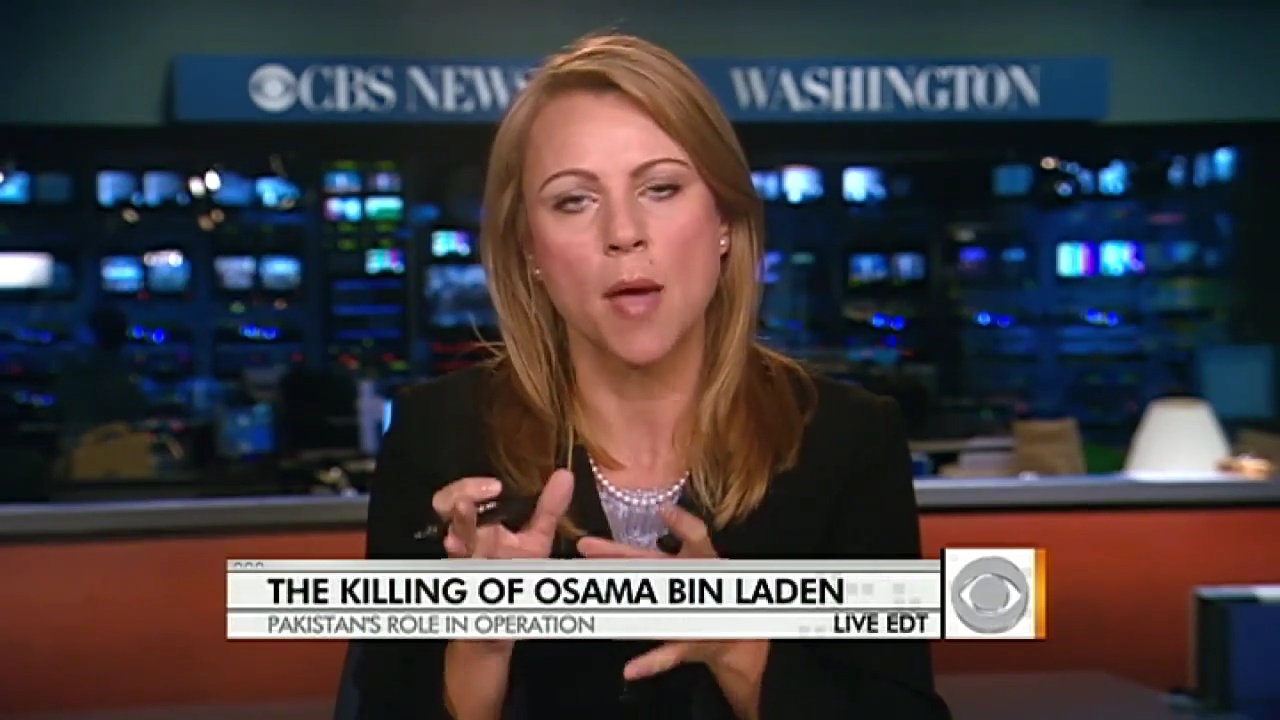 CBS NEWS WASHINGTON
THE KILLING OF OSAMA BIN LADEN
PAKISTAN'S ROLE IN OPERATION
LIVE EDT